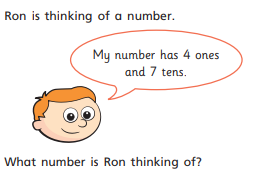 Ron is thinking of a number.
My number has 4 ones
and 7 tens.
What number is Ron thinking of?